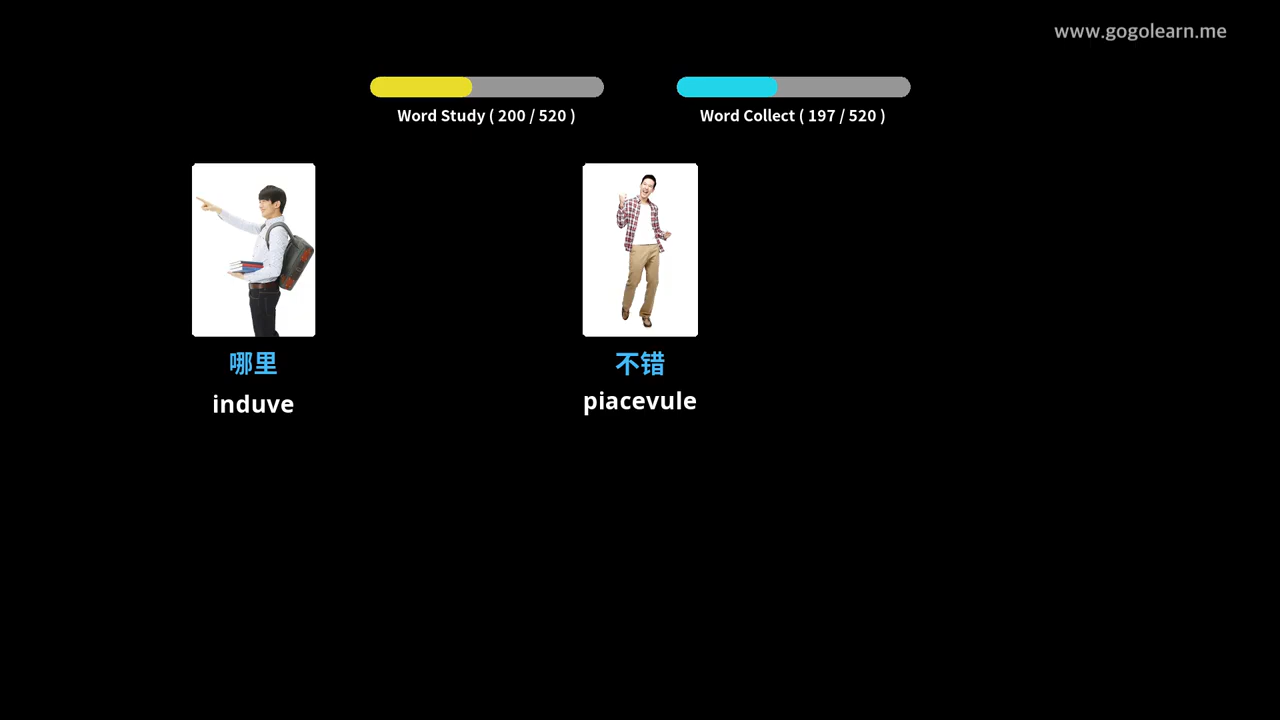 www.gogolearn.me
Word Study ( 200 / 520 )
Word Collect ( 197 / 520 )
哪里
不错
induve
piacevule